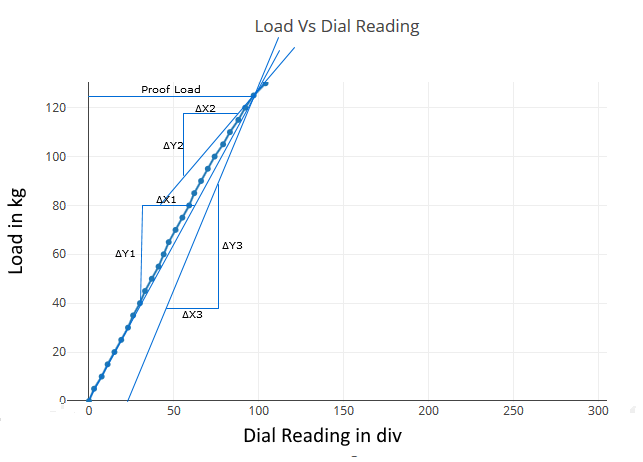 Load Vs Dial Reading
Proof Load
120
ΔX2
ΔY2
100
80
ΔX1
ΔY1
ΔY3
60
40
ΔX3
20
0
0 50 100 150 200 250 300
Load in kg
Dial Reading in div